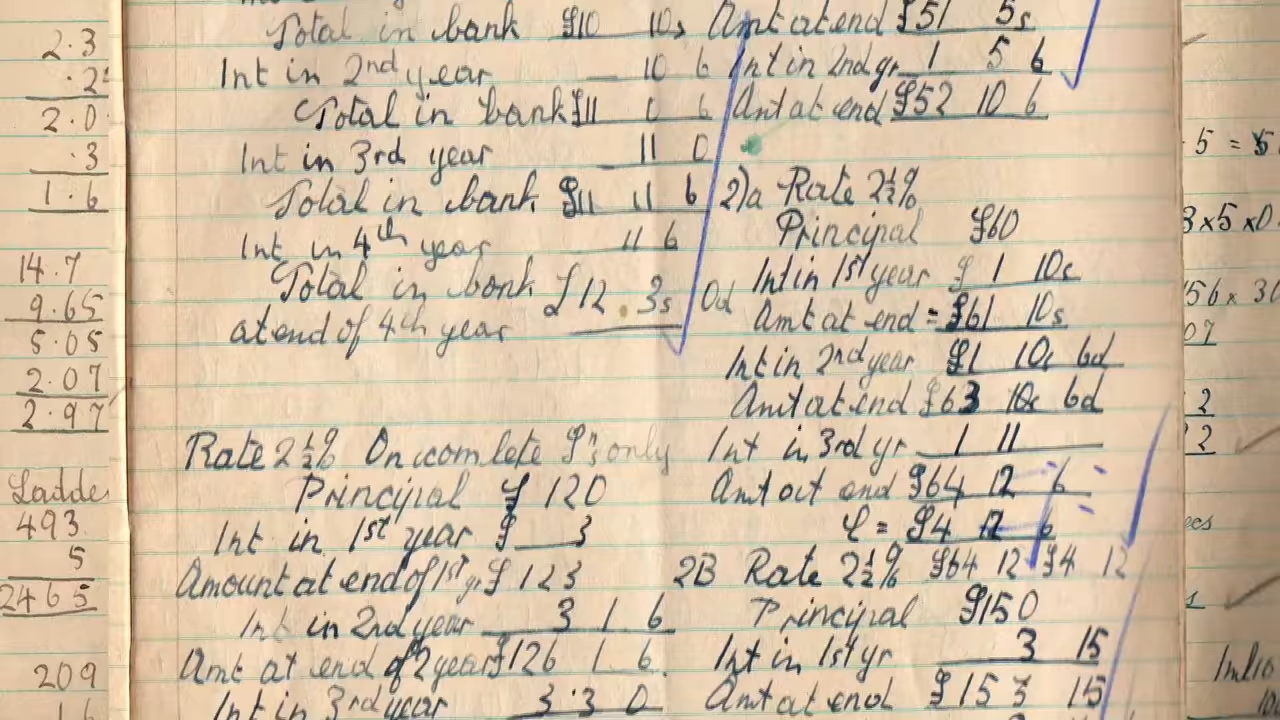 2.3
.2
2.0
.3
1.6
14.7
9.65
5.05
2.07
2.97
Ladde
493
5
2465
209
Total in bank £10 10s
Int in 2nd year 10 6
Total in bank £11 0 6
Int in 3rd year 11 0
Total in bank £11 11 6
Int in 4th year 11 6
Total in bank £12.3s 0d
at end of 4th year
Rate 2½% On comlete £"s only
Principal £120
Int in 1st year £ 3
Amount at end of 1st yr £123
Int in 2nd year 3 1 6
Amt at end of 2 years £126 1 6
Int in 3rd year 3.3 0
Amt at end £51 5s
Int in 2nd yr 1 5 6
Amt at end £52 10 6
2)a Rate 2½%
Principal £60
Int in 1st year £1 10s
Amt at end = £61 10s
Int in 2nd year £1 10s 6d
Amt at end £63 10s 6d
Int in 3rd yr 1 11
Amt at end £64 12 6
£4 12 6
2B Rate 2½% £64 12 £4 12
Principal £150
Int in 1st yr 3 15
Amt at end £153 15
5 = 5
3x5x0
156x30
07
2
2